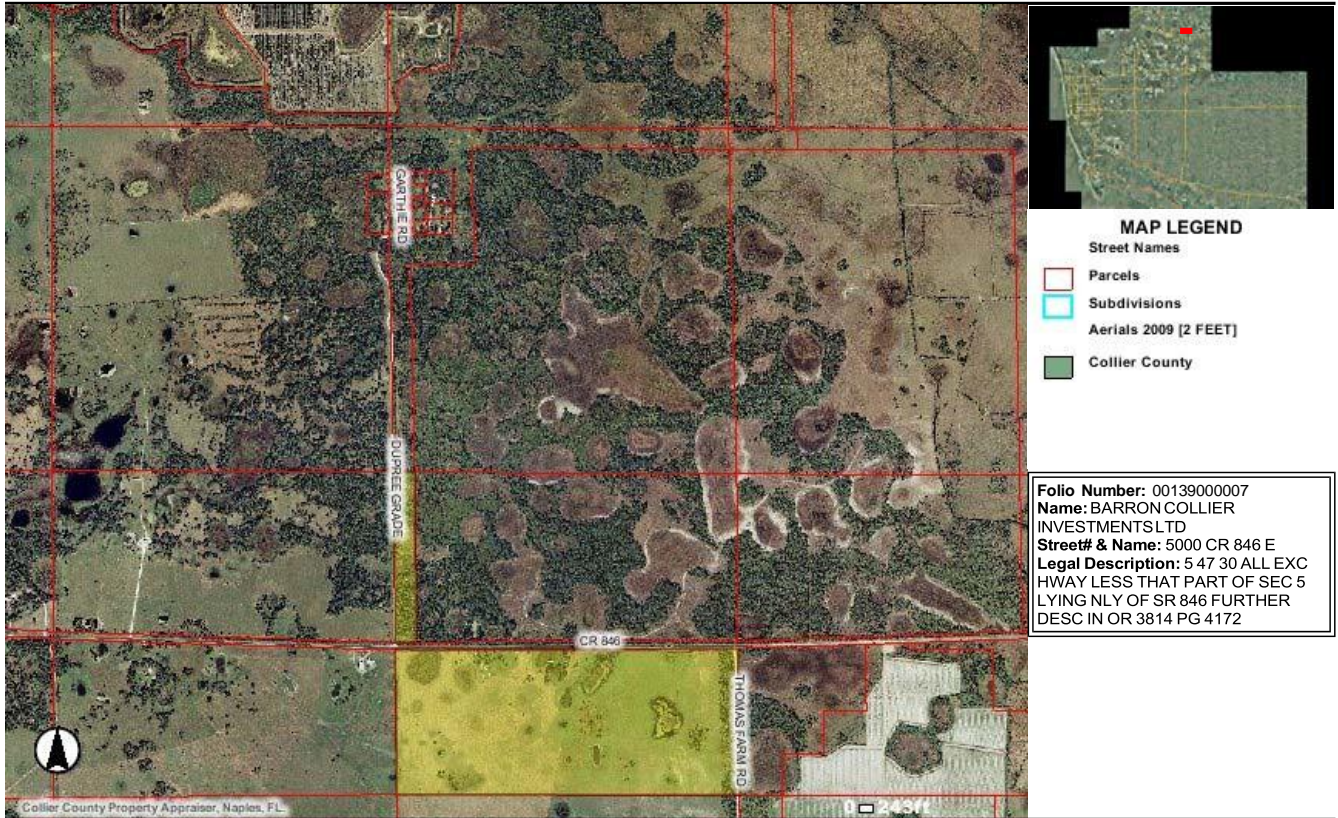 GARTHIE RD
DUPREE GRADE
CR 846
THOMAS FARM RD
Collier County Property Appraiser, Naples, FL.
0 243ft
MAP LEGEND
Street Names
Parcels
Subdivisions
Aerials 2009 [2 FEET]
Collier County
Folio Number: 00139000007
Name: BARRON COLLIER
INVESTMENTS LTD
Street# & Name: 5000 CR 846 E
Legal Description: 5 47 30 ALL EXC
HWAY LESS THAT PART OF SEC 5
LYING NLY OF SR 846 FURTHER
DESC IN OR 3814 PG 4172